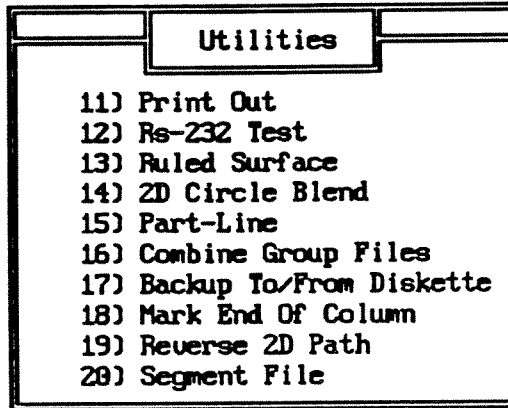 Utilities
11) Print Out
12) Rs-232 Test
13) Ruled Surface
14) 2D Circle Blend
15) Part-Line
16) Combine Group Files
17) Backup To/From Diskette
18) Mark End Of Column
19) Reverse 2D Path
20) Segment File